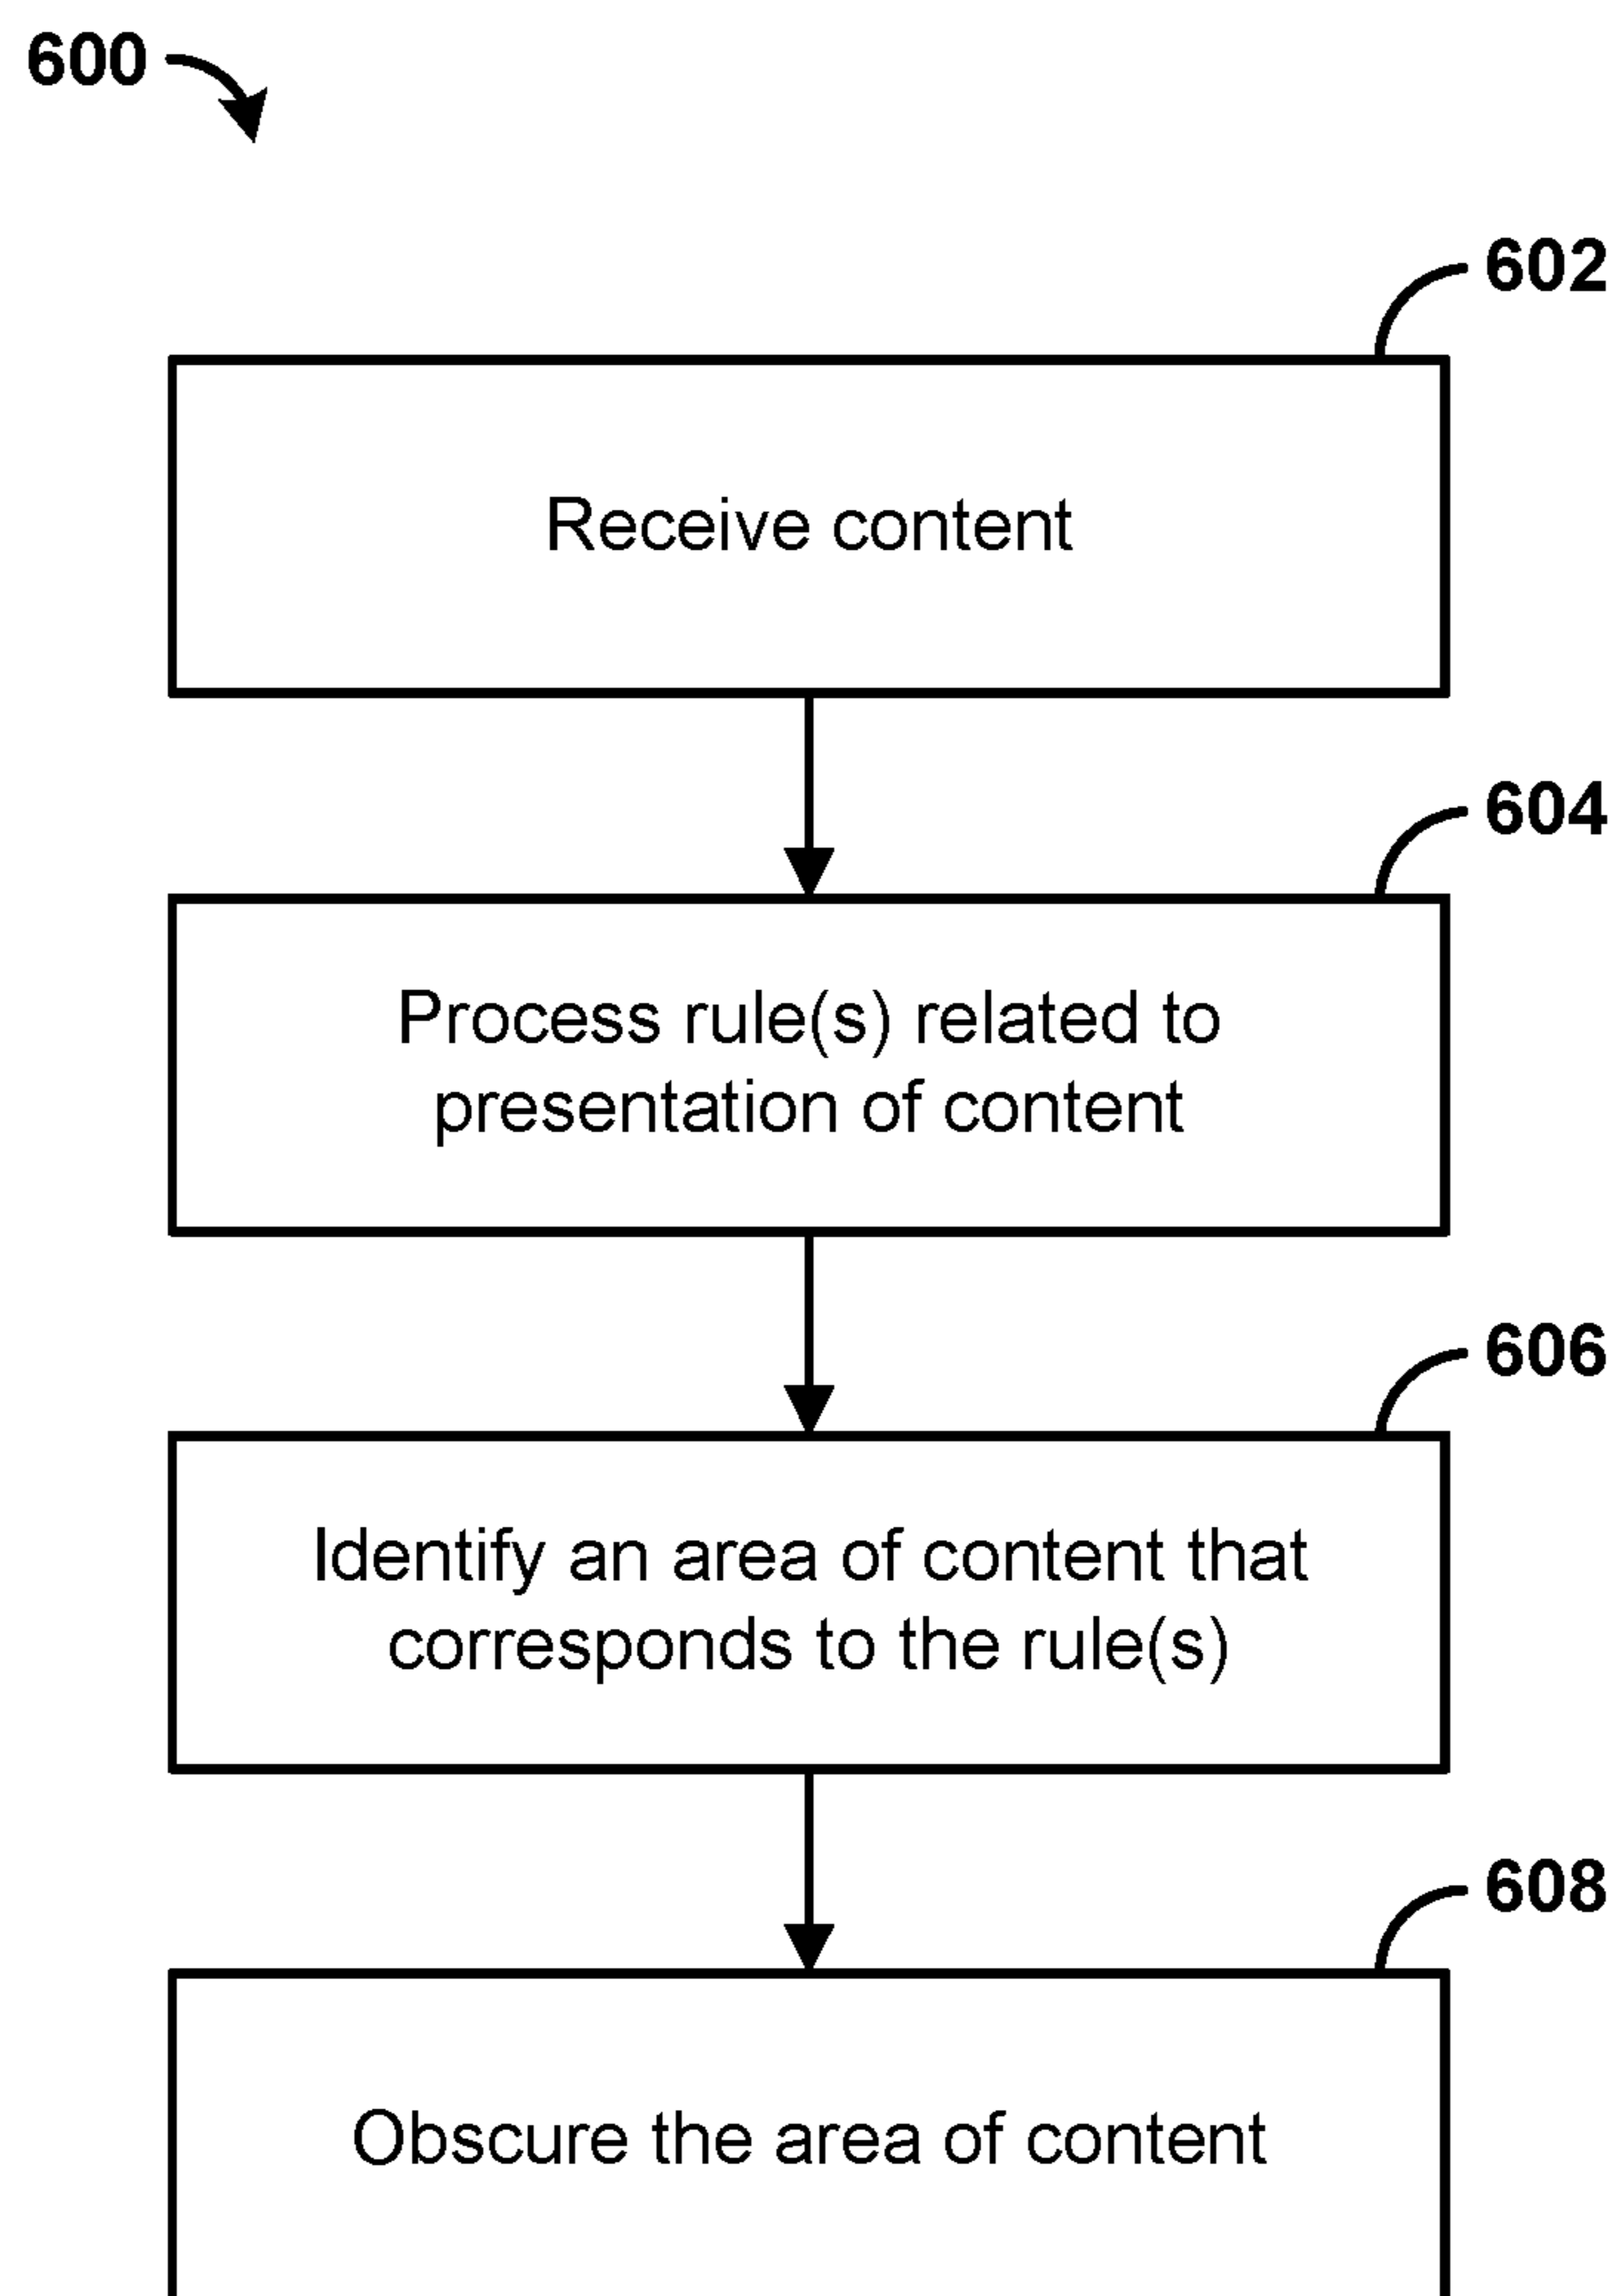 600
602
Receive content
604
Process rule(s) related to
presentation of content
606
Identify an area of content that
corresponds to the rule(s)
608
Obscure the area of content